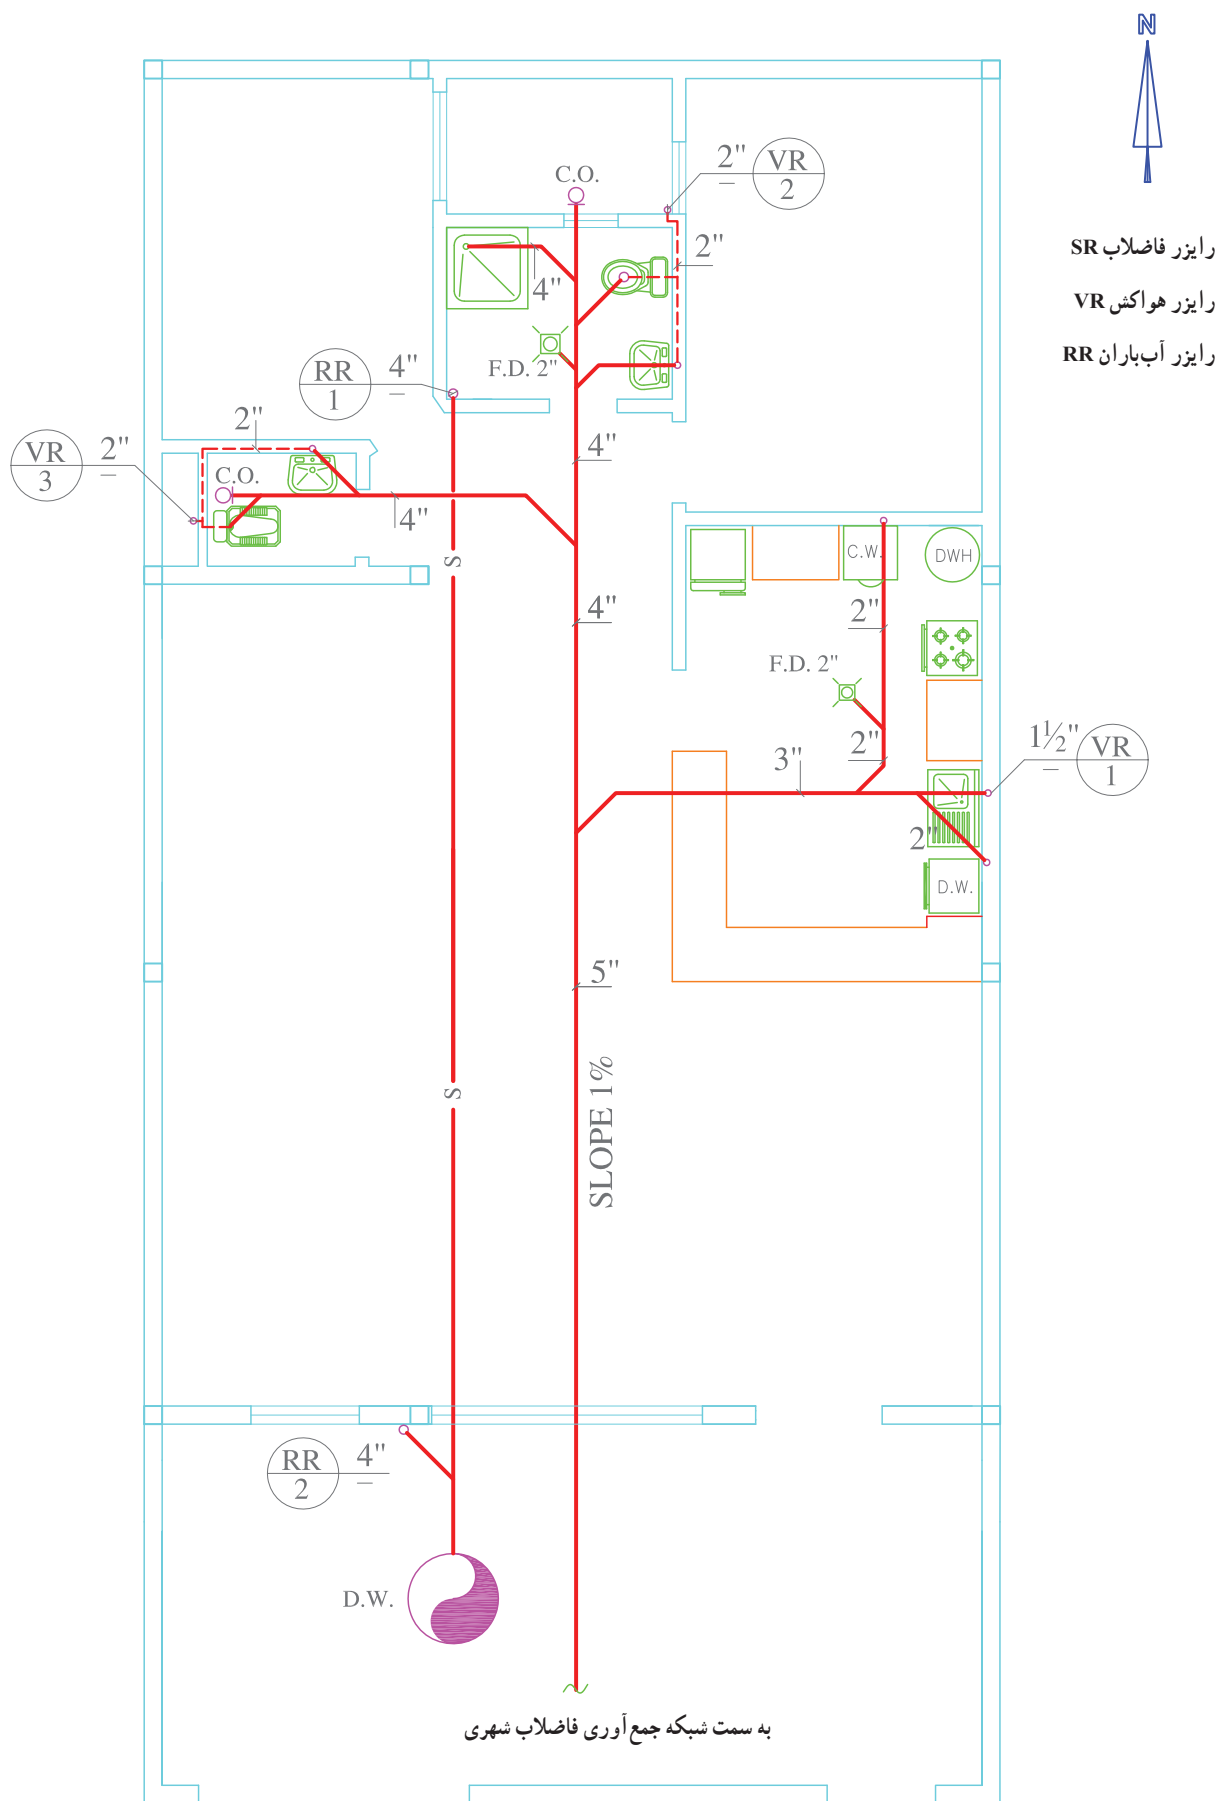 N
C.O.
2" VR
2
رایزر فاضلاب SR
2"
رایزر هواکش VR
4"
رایزر آب‌باران RR
F.D. 2"
RR 4"
1
2"
4"
VR 2"
3
C.O.
4"
C.W.
DWH
4"
2"
F.D. 2"
1½" VR
1
2"
3"
2"
D.W.
5"
S
S
SLOPE 1%
RR 4"
2
D.W.
به سمت شبکه جمع‌آوری فاضلاب شهری